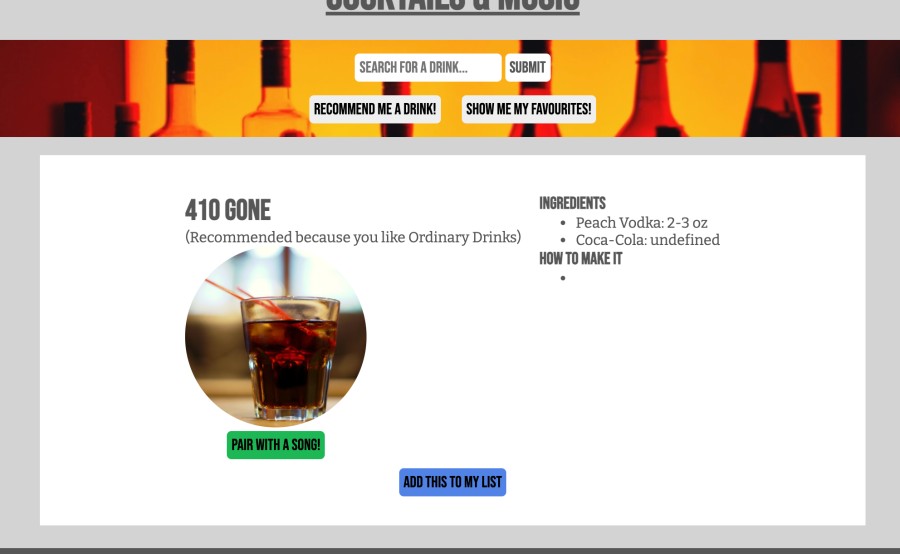 COCKTAILS & MUSIC
SEARCH FOR A DRINK...
SUBMIT
RECOMMEND ME A DRINK!
SHOW ME MY FAVOURITES!
410 GONE
(Recommended because you like Ordinary Drinks)
INGREDIENTS
• Peach Vodka: 2-3 oz
• Coca-Cola: undefined
HOW TO MAKE IT
•
PAIR WITH A SONG!
ADD THIS TO MY LIST